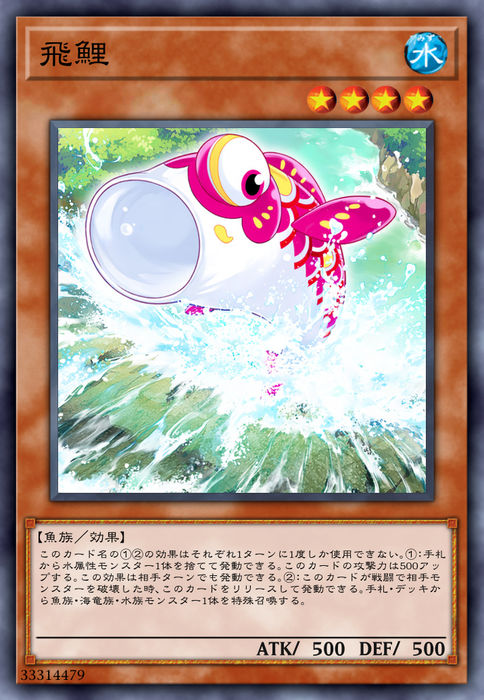 飛鯉
みず
水
【魚族／効果】
このカード名の①②の効果はそれぞれ1ターンに1度しか使用できない。①：手札
から水属性モンスター1体を捨てて発動できる。このカードの攻撃力は500アッ
プする。この効果は相手ターンでも発動できる。②：このカードが戦闘で相手モ
ンスターを破壊した時、このカードをリリースして発動できる。手札・デッキか
ら魚族・海竜族・水族モンスター1体を特殊召喚する。
ATK/ 500 DEF/ 500
33314479